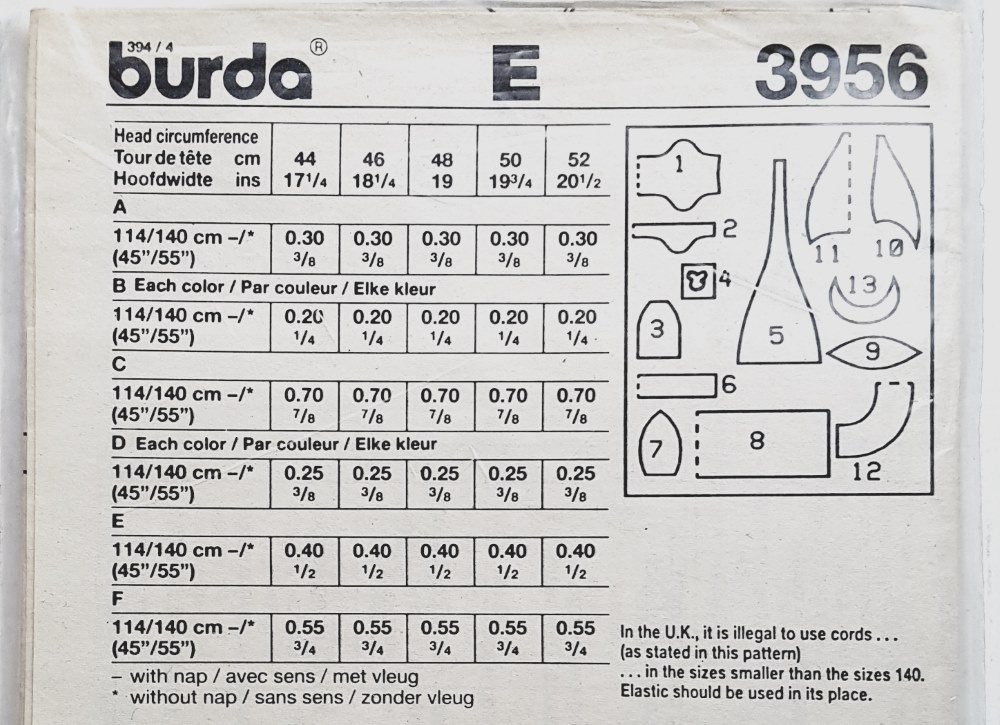 394 / 4
burda® E 3956
Head circumference
Tour de tête cm 44 46 48 50 52
Hoofdwidte ins 17 1/4 18 1/4 19 19 3/4 20 1/2
A
114/140 cm –/* 0.30 0.30 0.30 0.30 0.30
(45”/55”) 3/8 3/8 3/8 3/8 3/8
B Each color / Par couleur / Elke kleur
114/140 cm –/* 0.20 0.20 0.20 0.20 0.20
(45”/55”) 1/4 1/4 1/4 1/4 1/4
C
114/140 cm –/* 0.70 0.70 0.70 0.70 0.70
(45”/55”) 7/8 7/8 7/8 7/8 7/8
D Each color / Par couleur / Elke kleur
114/140 cm –/* 0.25 0.25 0.25 0.25 0.25
(45”/55”) 3/8 3/8 3/8 3/8 3/8
E
114/140 cm –/* 0.40 0.40 0.40 0.40 0.40
(45”/55”) 1/2 1/2 1/2 1/2 1/2
F
114/140 cm –/* 0.55 0.55 0.55 0.55 0.55
(45”/55”) 3/4 3/4 3/4 3/4 3/4
– with nap / avec sens / met vleug
* without nap / sans sens / zonder vleug
1
2
11 10
4 13
3 5
9
6
7 8
12
In the U.K., it is illegal to use cords . . .
(as stated in this pattern)
. . . in the sizes smaller than the sizes 140.
Elastic should be used in its place.